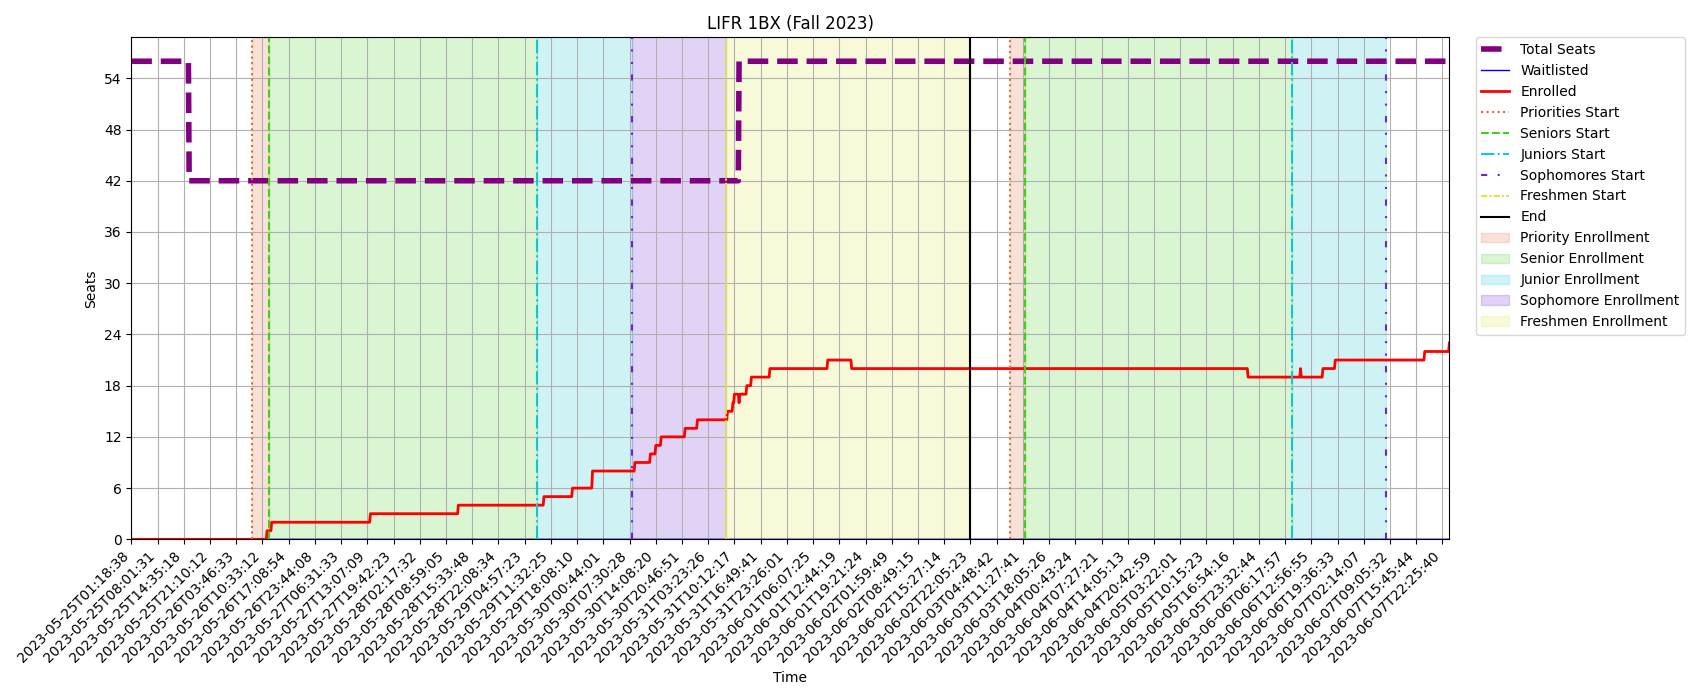 LIFR 1BX (Fall 2023)
Total Seats
Waitlisted
Enrolled
Priorities Start
Seniors Start
Juniors Start
Sophomores Start
Freshmen Start
End
Priority Enrollment
Senior Enrollment
Junior Enrollment
Sophomore Enrollment
Freshmen Enrollment
Seats
54
48
42
36
30
24
18
12
6
0
2023-05-25T01:18:38
2023-05-25T08:01:31
2023-05-25T14:35:18
2023-05-25T21:10:12
2023-05-26T03:46:33
2023-05-26T10:33:12
2023-05-26T17:08:54
2023-05-26T23:44:08
2023-05-27T06:31:33
2023-05-27T13:07:09
2023-05-27T19:42:23
2023-05-28T02:17:32
2023-05-28T08:59:05
2023-05-28T15:33:48
2023-05-28T22:08:34
2023-05-29T04:57:23
2023-05-29T11:32:25
2023-05-29T18:08:10
2023-05-30T00:44:01
2023-05-30T07:30:28
2023-05-30T14:08:20
2023-05-30T20:46:51
2023-05-31T03:23:26
2023-05-31T10:12:17
2023-05-31T16:49:41
2023-05-31T23:26:01
2023-06-01T06:07:25
2023-06-01T12:44:19
2023-06-01T19:21:24
2023-06-02T01:59:49
2023-06-02T08:49:15
2023-06-02T15:27:14
2023-06-02T22:05:23
2023-06-03T04:48:42
2023-06-03T11:27:41
2023-06-03T18:05:26
2023-06-04T00:43:24
2023-06-04T07:27:21
2023-06-04T14:05:13
2023-06-04T20:42:59
2023-06-05T03:22:01
2023-06-05T10:15:23
2023-06-05T16:54:16
2023-06-05T23:32:44
2023-06-06T06:17:57
2023-06-06T12:56:55
2023-06-06T19:36:33
2023-06-07T02:14:07
2023-06-07T09:05:32
2023-06-07T15:45:44
2023-06-07T22:25:40
Time